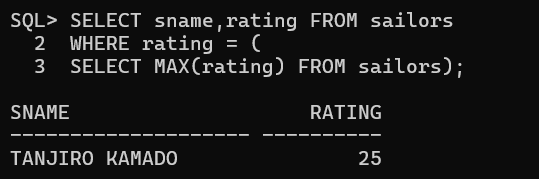 SQL> SELECT sname,rating FROM sailors
  2  WHERE rating = (
  3  SELECT MAX(rating) FROM sailors);
SNAME                    RATING
-------------------- ----------
TANJIRO KAMADO               25